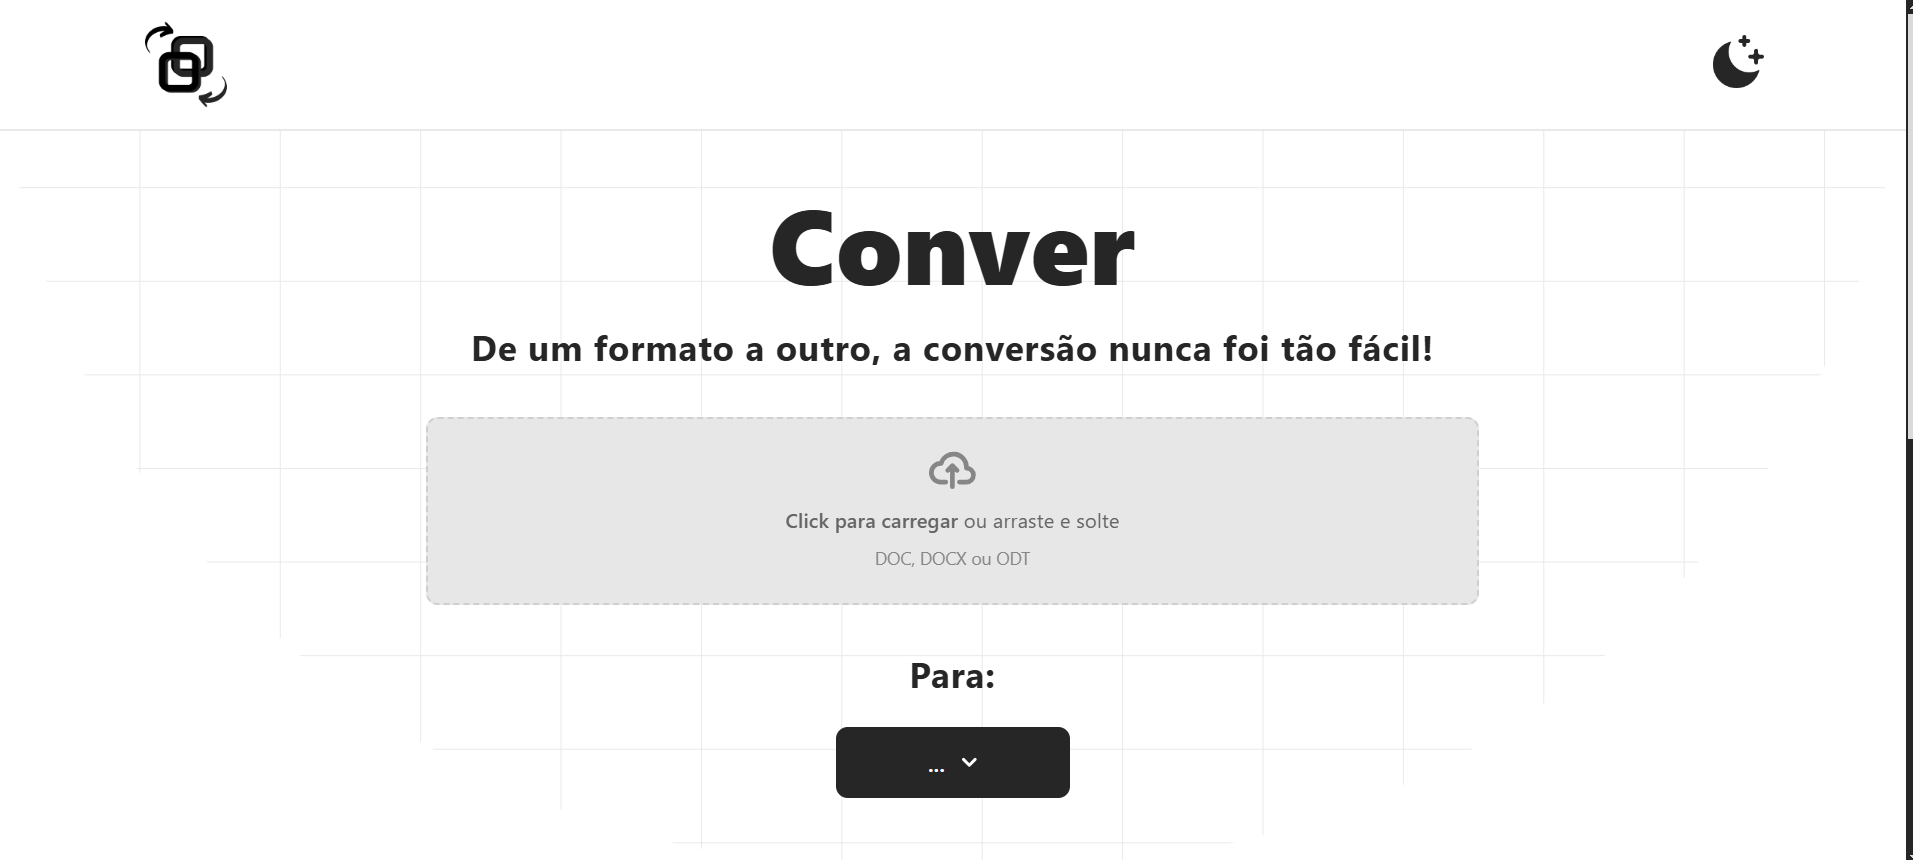 Conver
De um formato a outro, a conversão nunca foi tão fácil!
Click para carregar ou arraste e solte
DOC, DOCX ou ODT
Para:
...